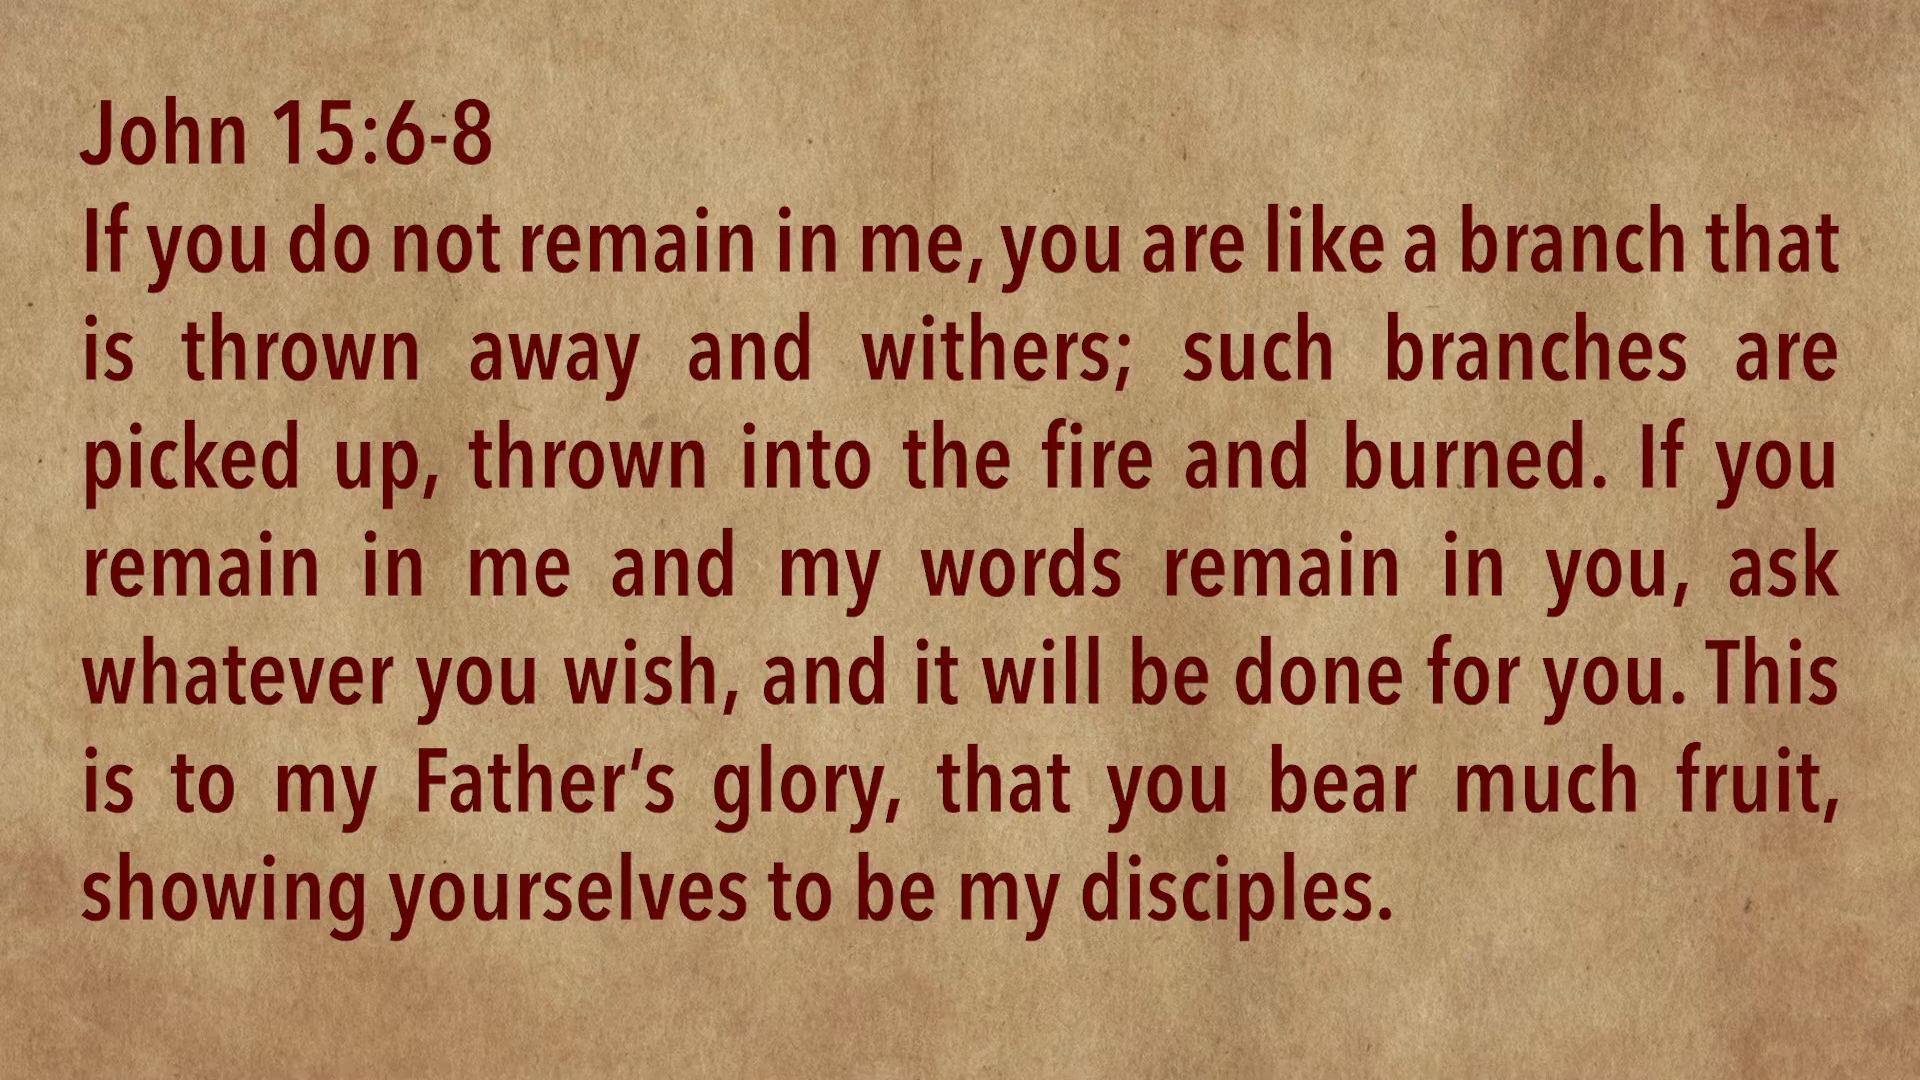 John 15:6-8
If you do not remain in me, you are like a branch that
is thrown away and withers; such branches are
picked up, thrown into the fire and burned. If you
remain in me and my words remain in you, ask
whatever you wish, and it will be done for you. This
is to my Father’s glory, that you bear much fruit,
showing yourselves to be my disciples.